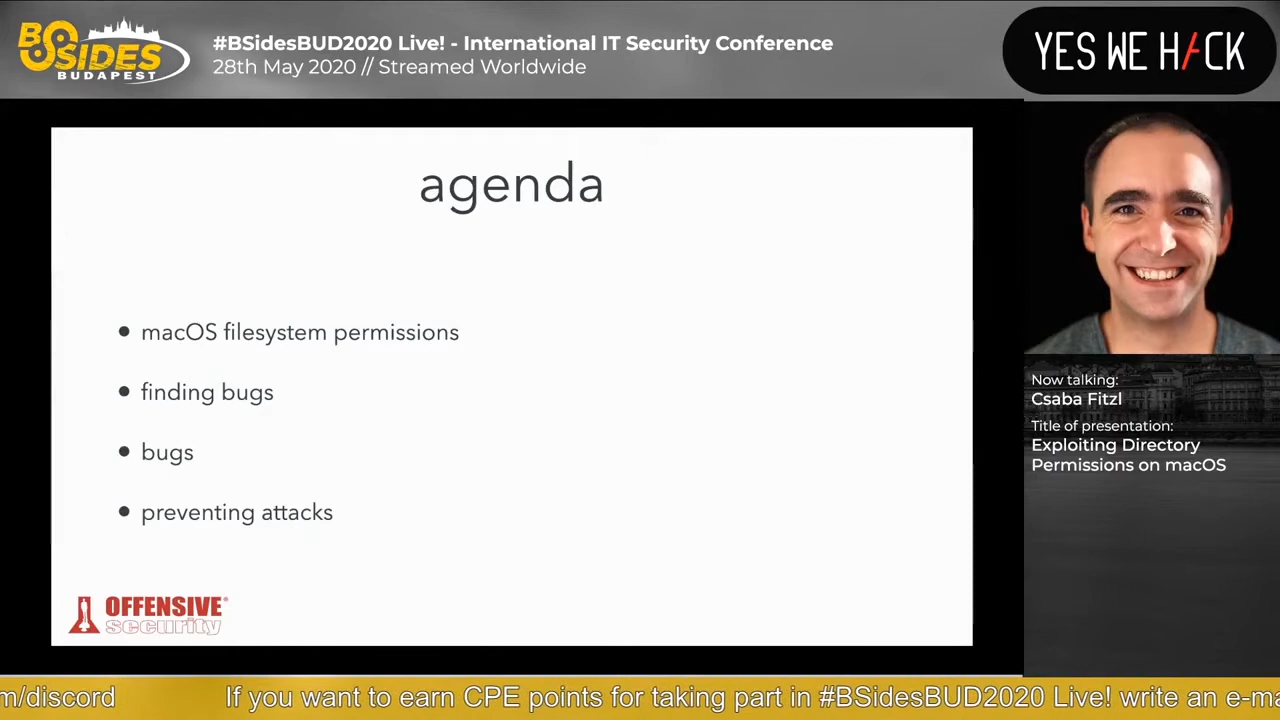 BSIDES
BUDAPEST
#BSidesBUD2020 Live! - International IT Security Conference
28th May 2020 // Streamed Worldwide
YES WE H/CK
agenda
• macOS filesystem permissions
• finding bugs
• bugs
• preventing attacks
OFFENSIVE®
security
Now talking:
Csaba Fitzl
Title of presentation:
Exploiting Directory
Permissions on macOS
m/discord If you want to earn CPE points for taking part in #BSidesBUD2020 Live! write an e-ma